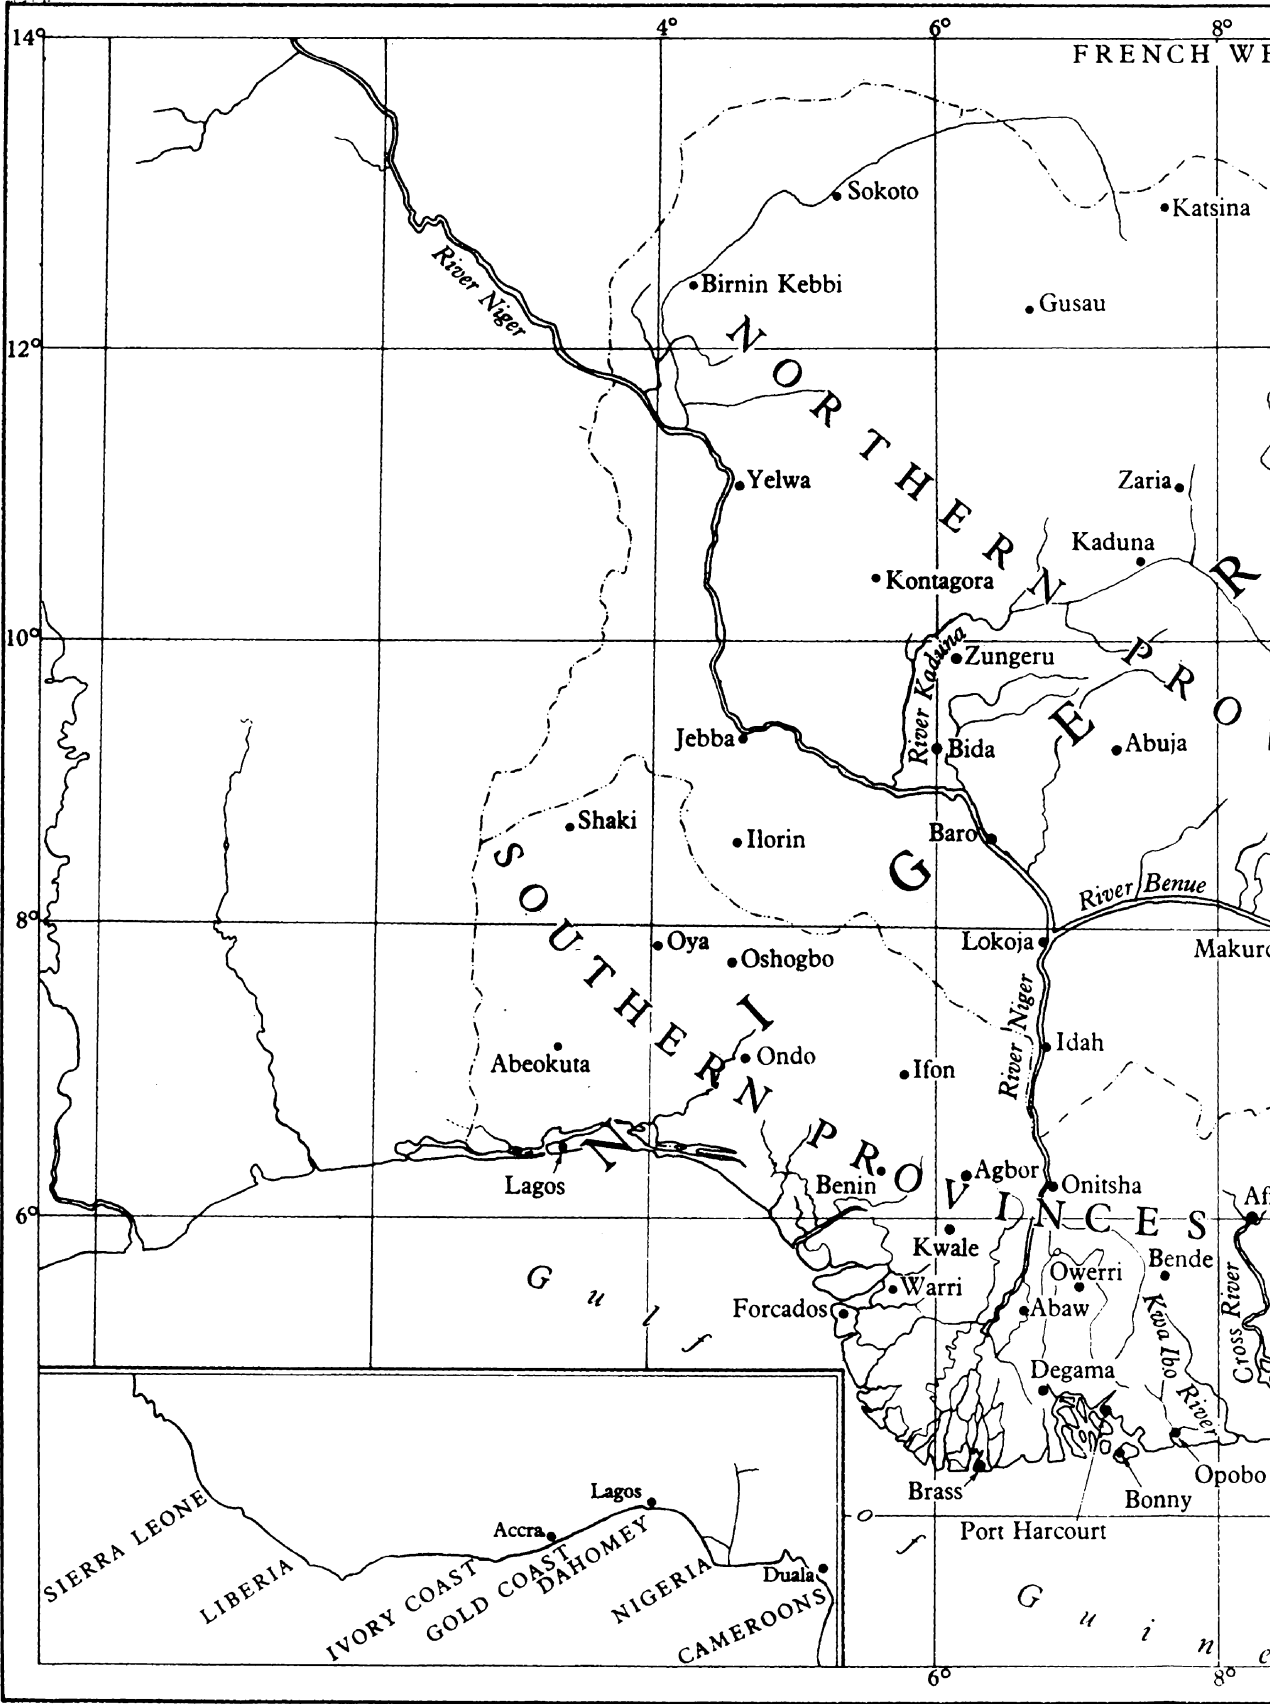 4° 6° 8°
14°
FRENCH WE
Sokoto
Katsina
River Niger
Birnin Kebbi
Gusau
12°
NORTHERN PROV
Yelwa
Zaria
Kaduna
Kontagora
10°
River Kaduna
Zungeru
NIGER
Jebba
Bida
Abuja
Shaki
Ilorin
Baro
River Benue
8°
SOUTHERN PROVINCES
Oya
Oshogbo
Lokoja
Makurd
River Niger
Abeokuta
Ondo
Ifon
Idah
Lagos
Benin
Agbor
Onitsha
Afi
6°
Kwale
Bende
Owerri
Warri
Forcados
Abaw
Kwa Ibo River
Cross River
Degama
Opobo
Brass
Bonny
Port Harcourt
Gulf
of
Guine
Lagos
Accra
Duala
SIERRA LEONE
LIBERIA
IVORY COAST
GOLD COAST
DAHOMEY
NIGERIA
CAMEROONS
6° 8°